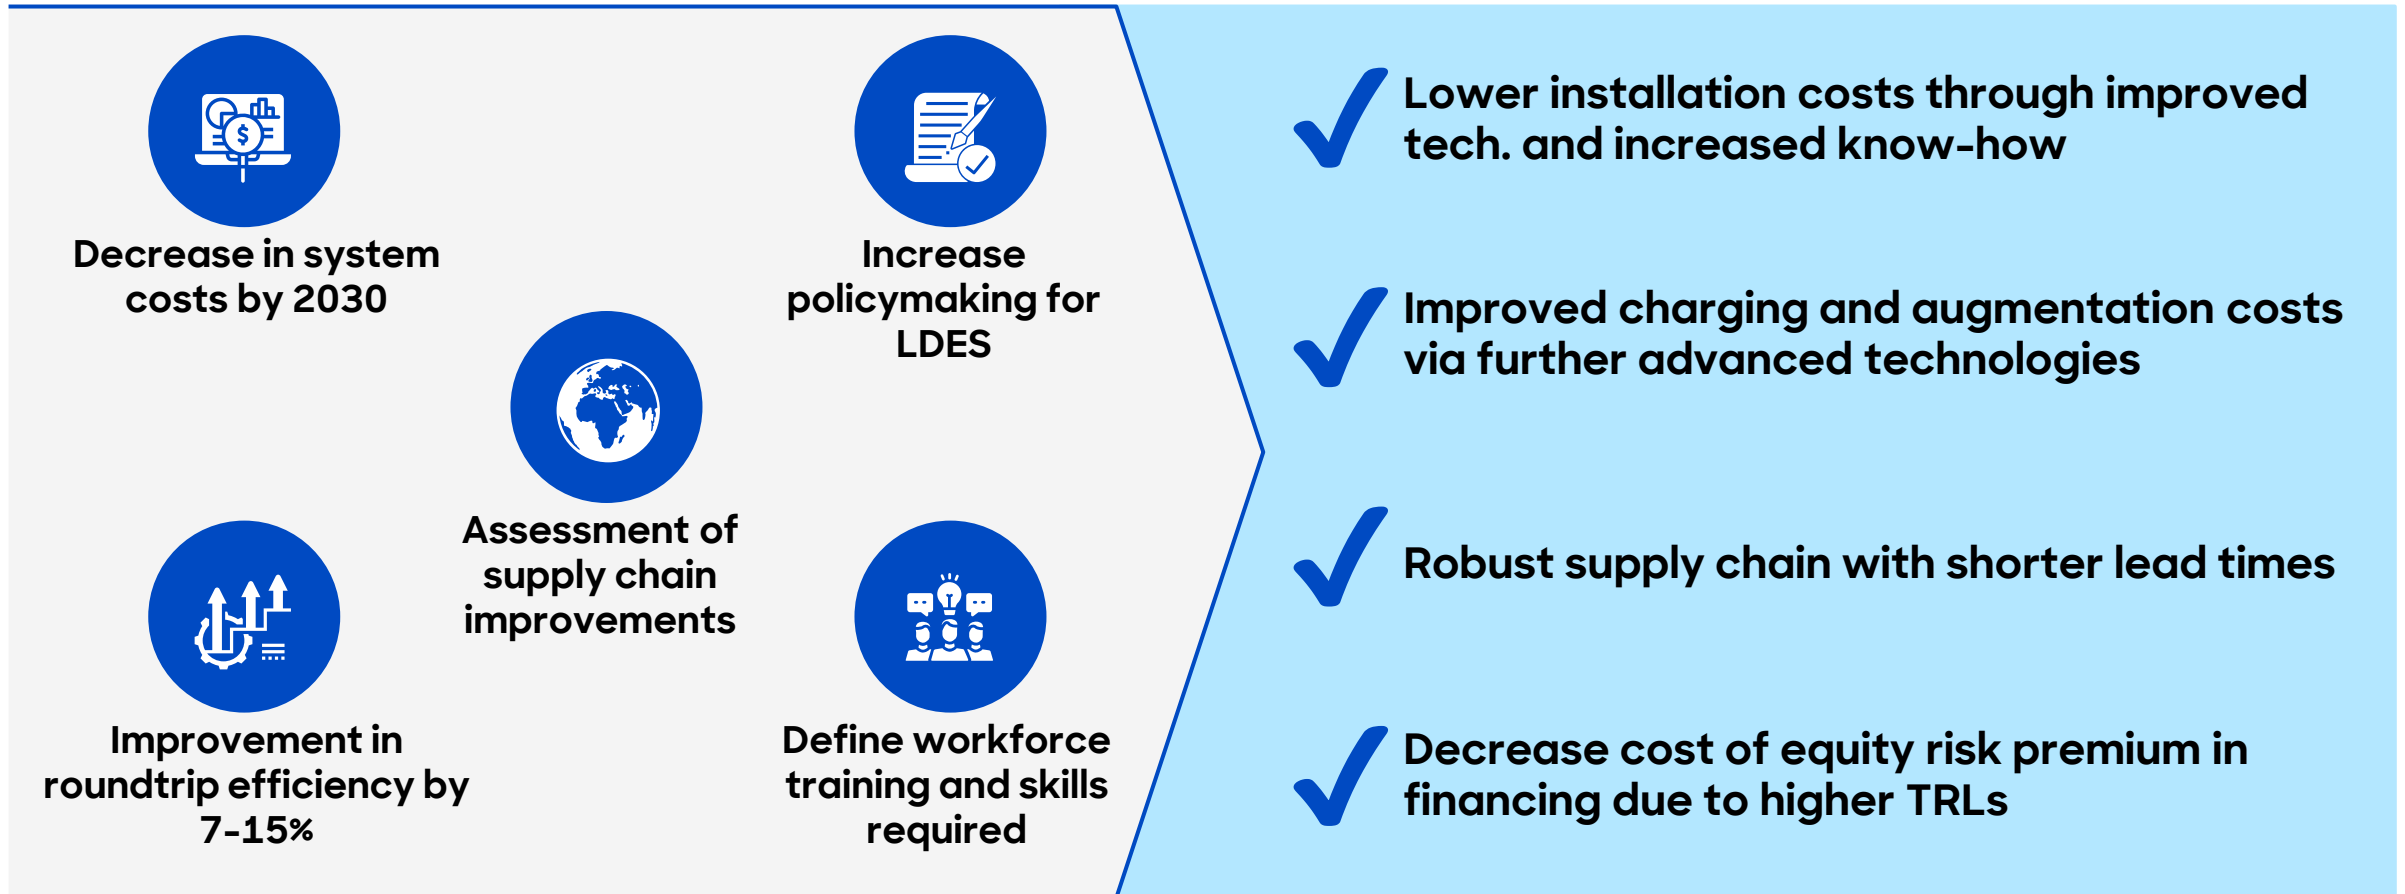 Decrease in system
costs by 2030
Increase
policymaking for
LDES
Assessment of
supply chain
improvements
Improvement in
roundtrip efficiency by
7-15%
Define workforce
training and skills
required
Lower installation costs through improved
tech. and increased know-how
Improved charging and augmentation costs
via further advanced technologies
Robust supply chain with shorter lead times
Decrease cost of equity risk premium in
financing due to higher TRLs